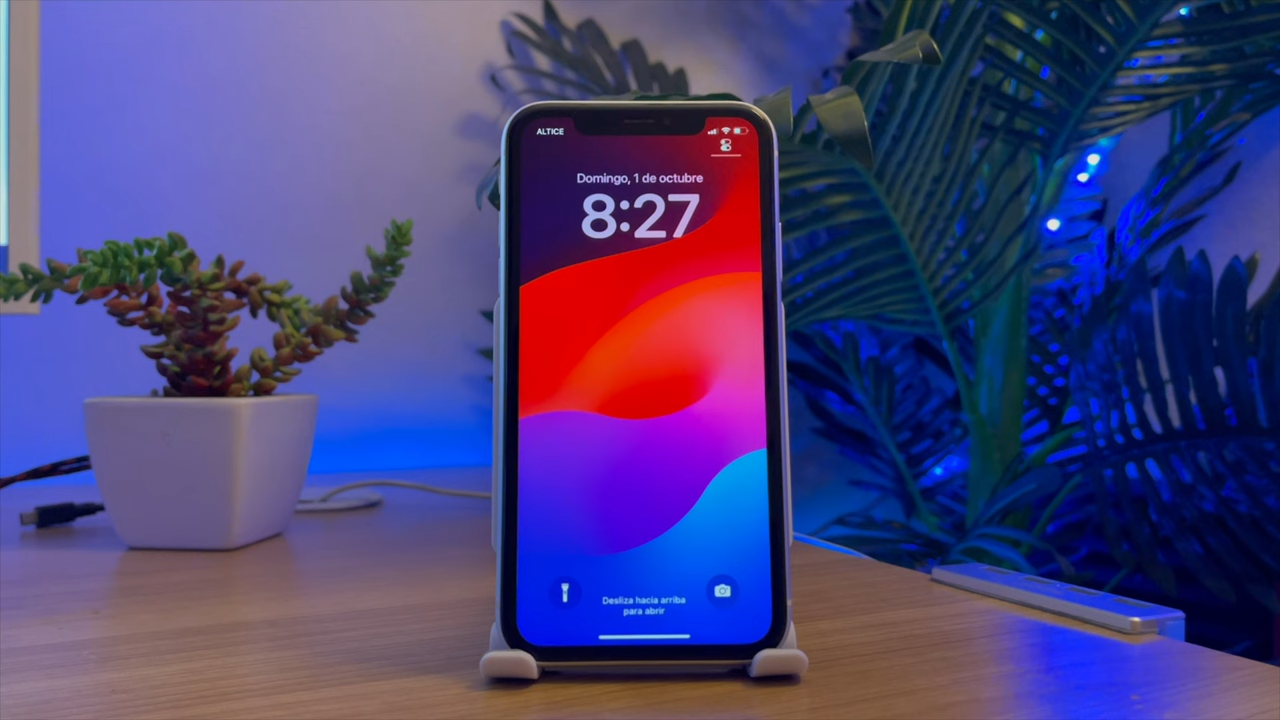 ALTICE
Domingo, 1 de octubre
8:27
Desliza hacia arriba
para abrir